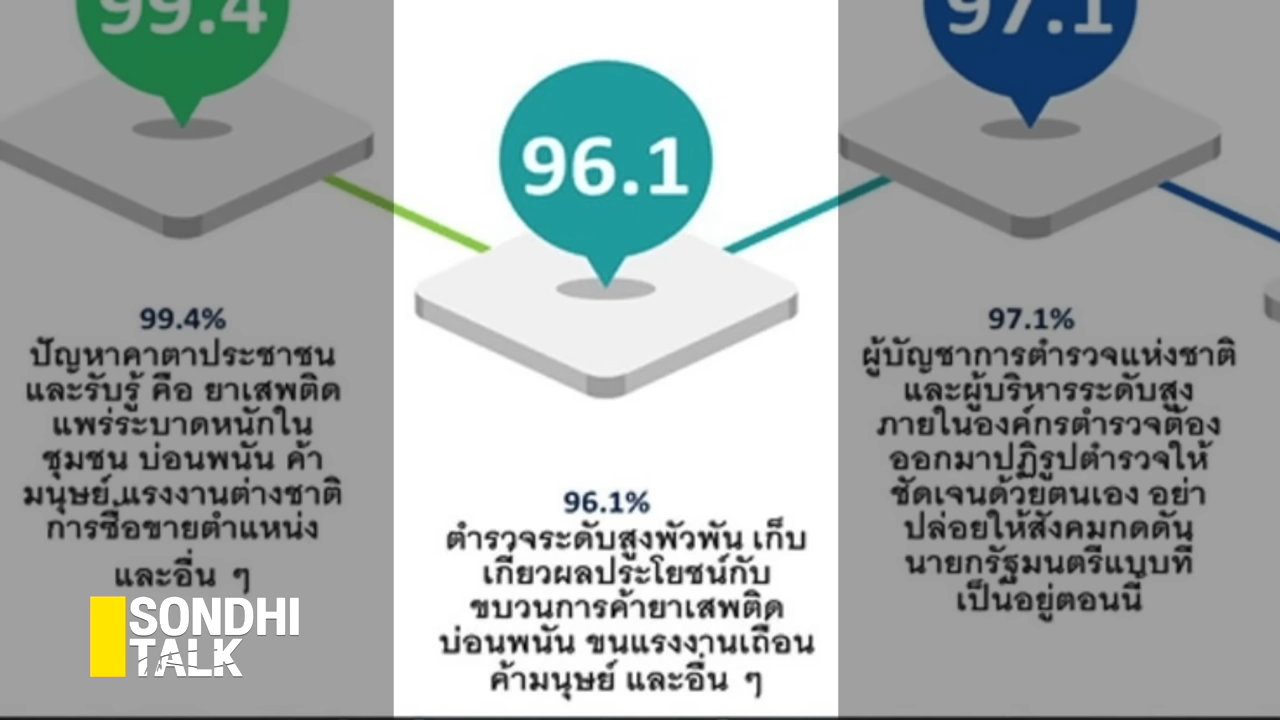 99.4
99.4%
ปัญหาคาตาประชาชน
และรับรู้ คือ ยาเสพติด
แพร่ระบาดหนักใน
ชุมชน บ่อนพนัน ค้า
มนุษย์ แรงงานต่างชาติ
การซื้อขายตำแหน่ง
และอื่น ๆ
96.1
96.1%
ตำรวจระดับสูงพัวพัน เก็บ
เกี่ยวผลประโยชน์กับ
ขบวนการค้ายาเสพติด
บ่อนพนัน ขนแรงงานเถื่อน
ค้ามนุษย์ และอื่น ๆ
97.1
97.1%
ผู้บัญชาการตำรวจแห่งชาติ
และผู้บริหารระดับสูง
ภายในองค์กรตำรวจต้อง
ออกมาปฏิรูปตำรวจให้
ชัดเจนด้วยตนเอง อย่า
ปล่อยให้สังคมกดดัน
นายกรัฐมนตรีแบบที่
เป็นอยู่ตอนนี้
SONDHI
TALK